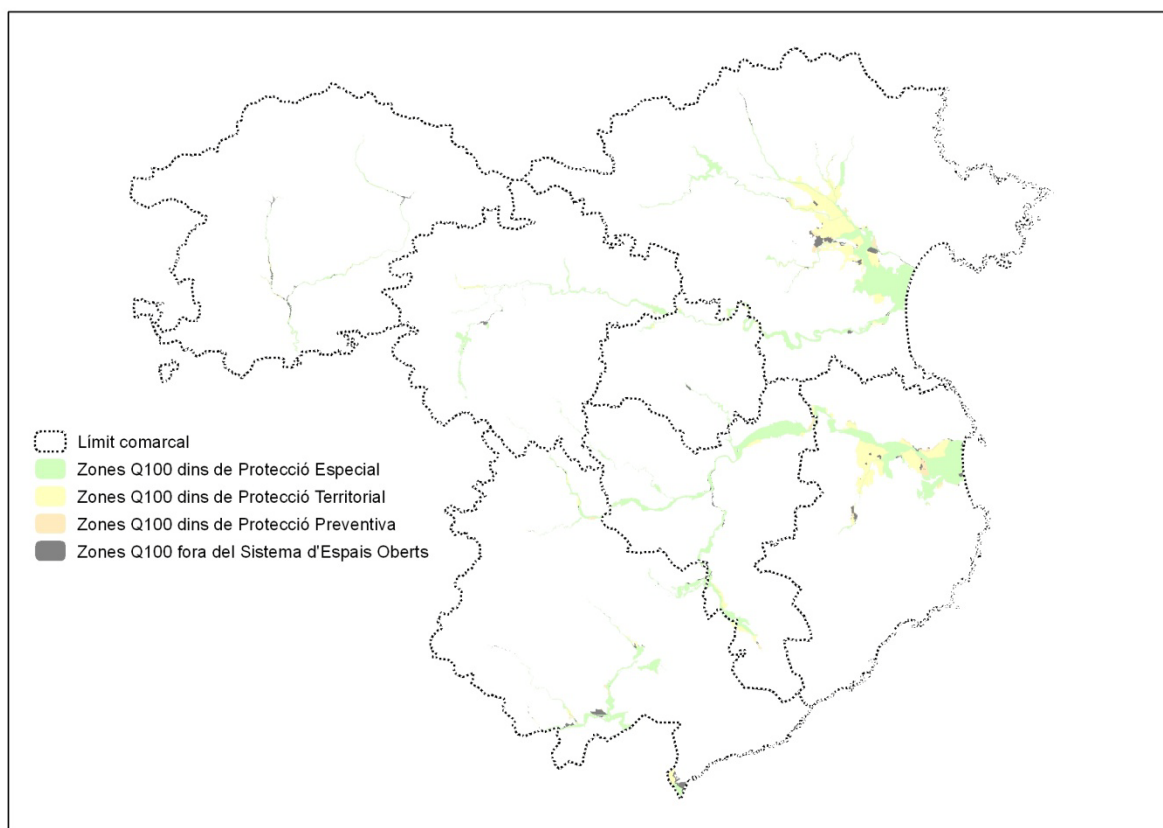 Límit comarcal
Zones Q100 dins de Protecció Especial
Zones Q100 dins de Protecció Territorial
Zones Q100 dins de Protecció Preventiva
Zones Q100 fora del Sistema d'Espais Oberts